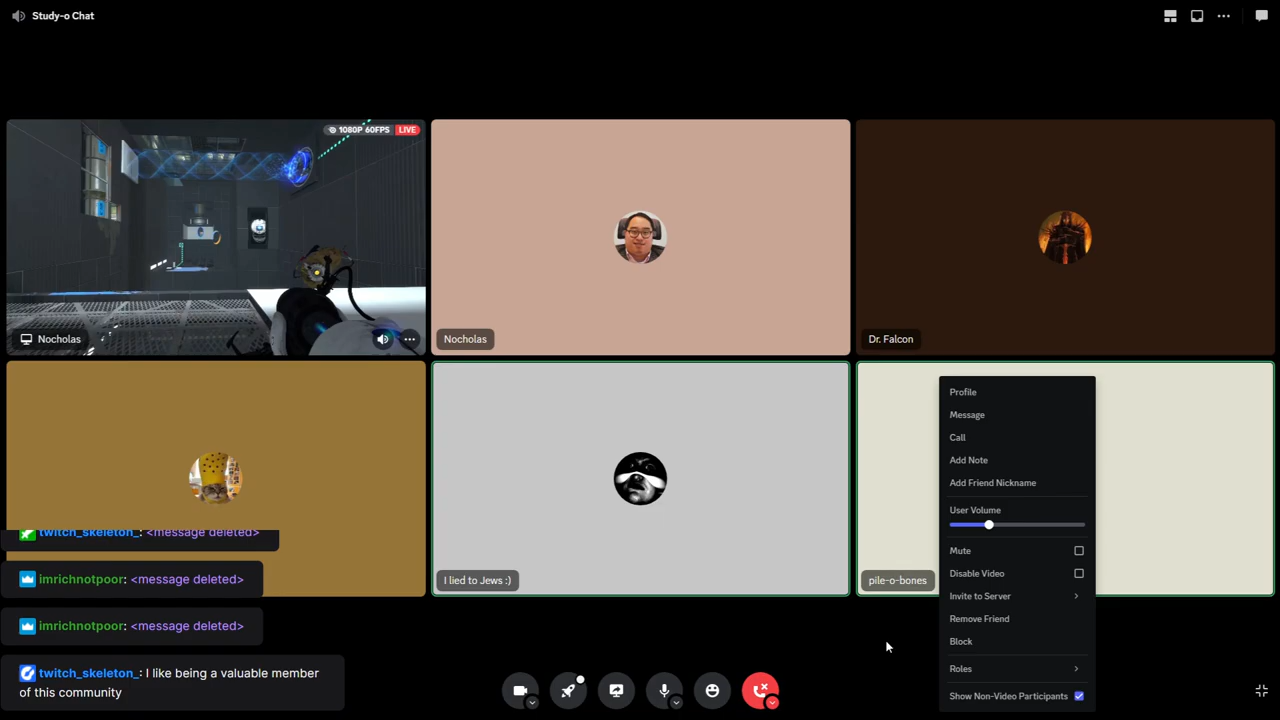 Study-o Chat
1080P 60FPS LIVE
Nocholas
Nocholas
Dr. Falcon
Profile
Message
Call
Add Note
Add Friend Nickname
User Volume
Mute
Disable Video
Invite to Server
Remove Friend
Block
Roles
Show Non-Video Participants
I lied to Jews :)
pile-o-bones
twitch_skeleton_: <message deleted>
imrichnotpoor: <message deleted>
imrichnotpoor: <message deleted>
twitch_skeleton_: I like being a valuable member
of this community